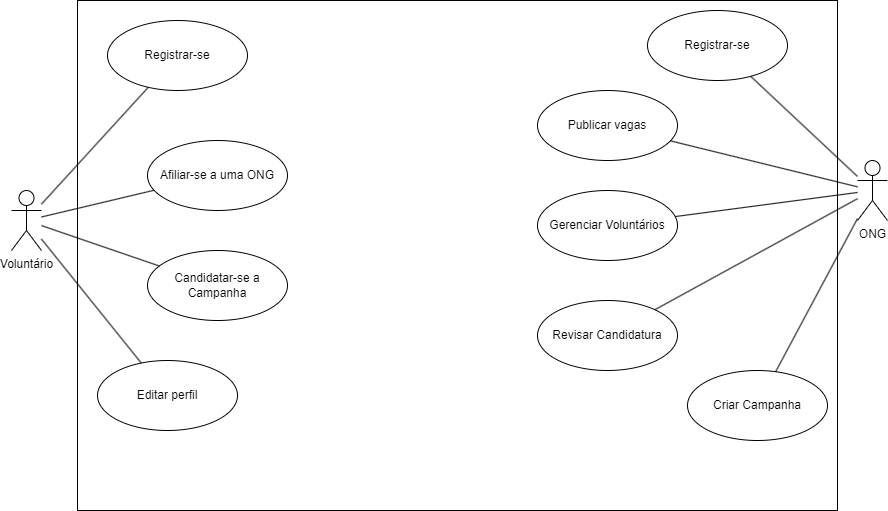 Registrar-se
Registrar-se
Publicar vagas
Afiliar-se a uma ONG
Gerenciar Voluntários
ONG
Voluntário
Candidatar-se a
Campanha
Revisar Candidatura
Editar perfil
Criar Campanha